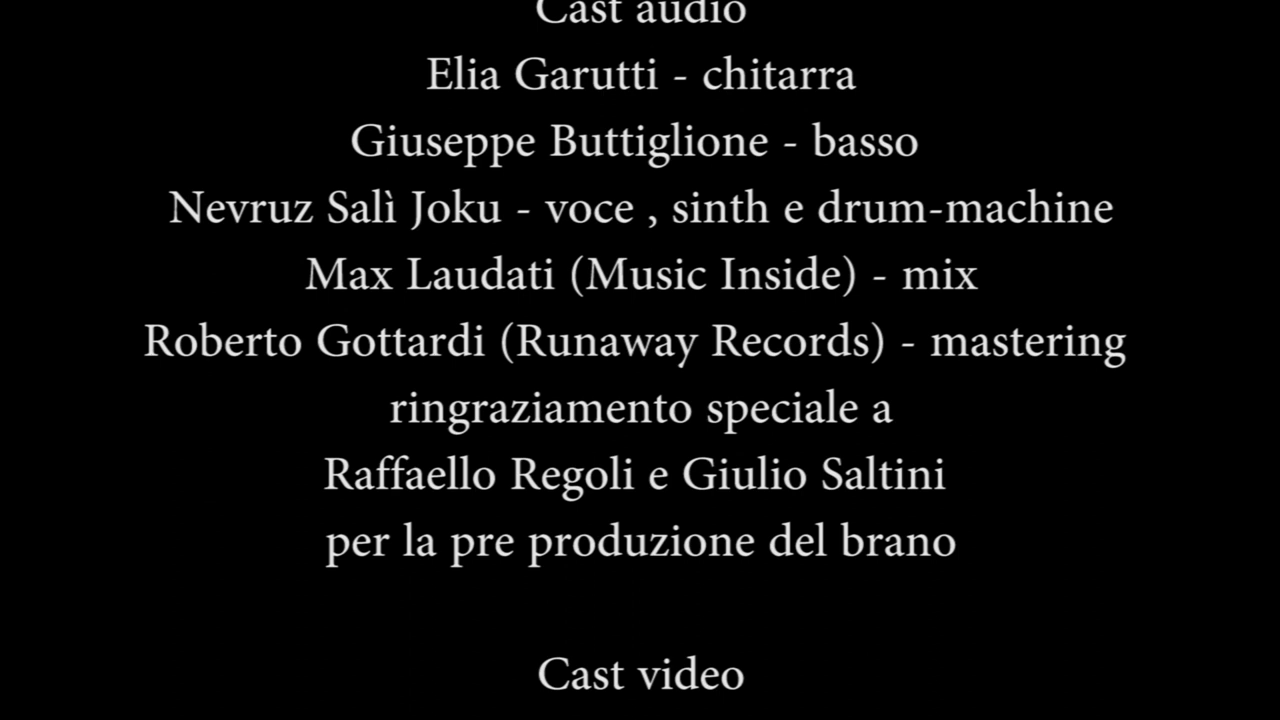 Cast audio
Elia Garutti - chitarra
Giuseppe Buttiglione - basso
Nevruz Salì Joku - voce , sinth e drum-machine
Max Laudati (Music Inside) - mix
Roberto Gottardi (Runaway Records) - mastering
ringraziamento speciale a
Raffaello Regoli e Giulio Saltini
per la pre produzione del brano
Cast video